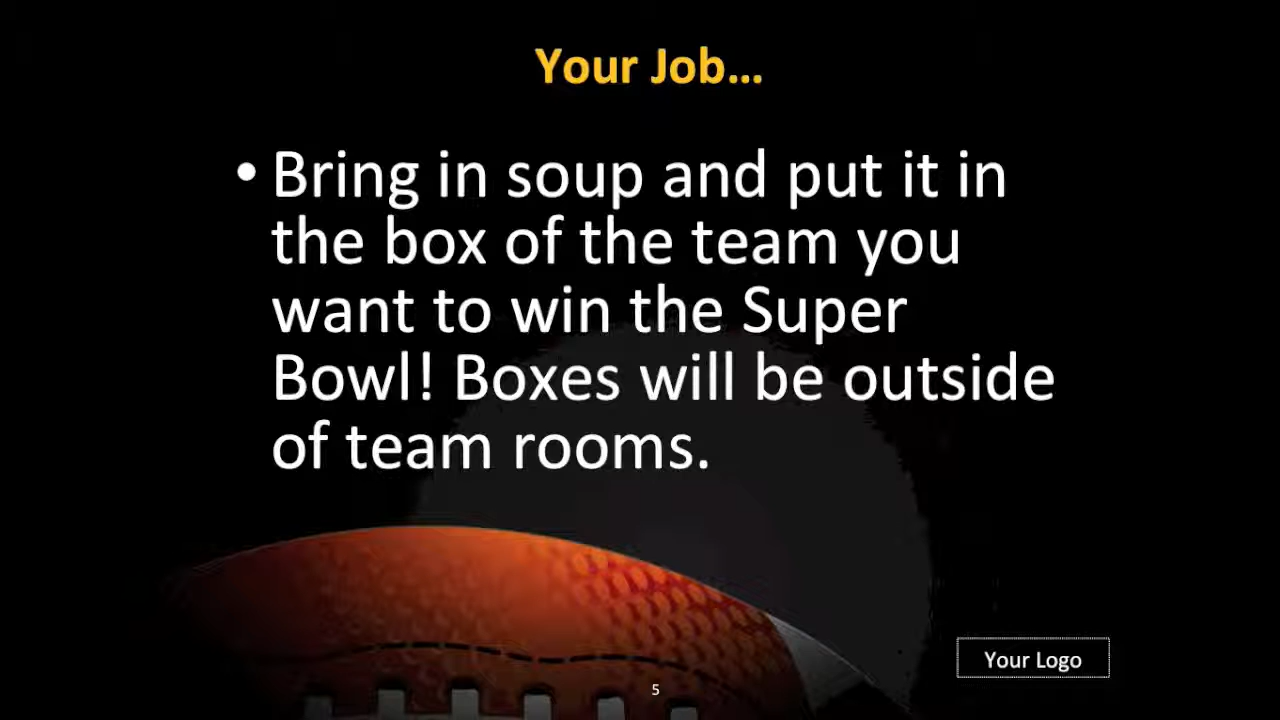 Your Job...
• Bring in soup and put it in
the box of the team you
want to win the Super
Bowl! Boxes will be outside
of team rooms.
Your Logo
5